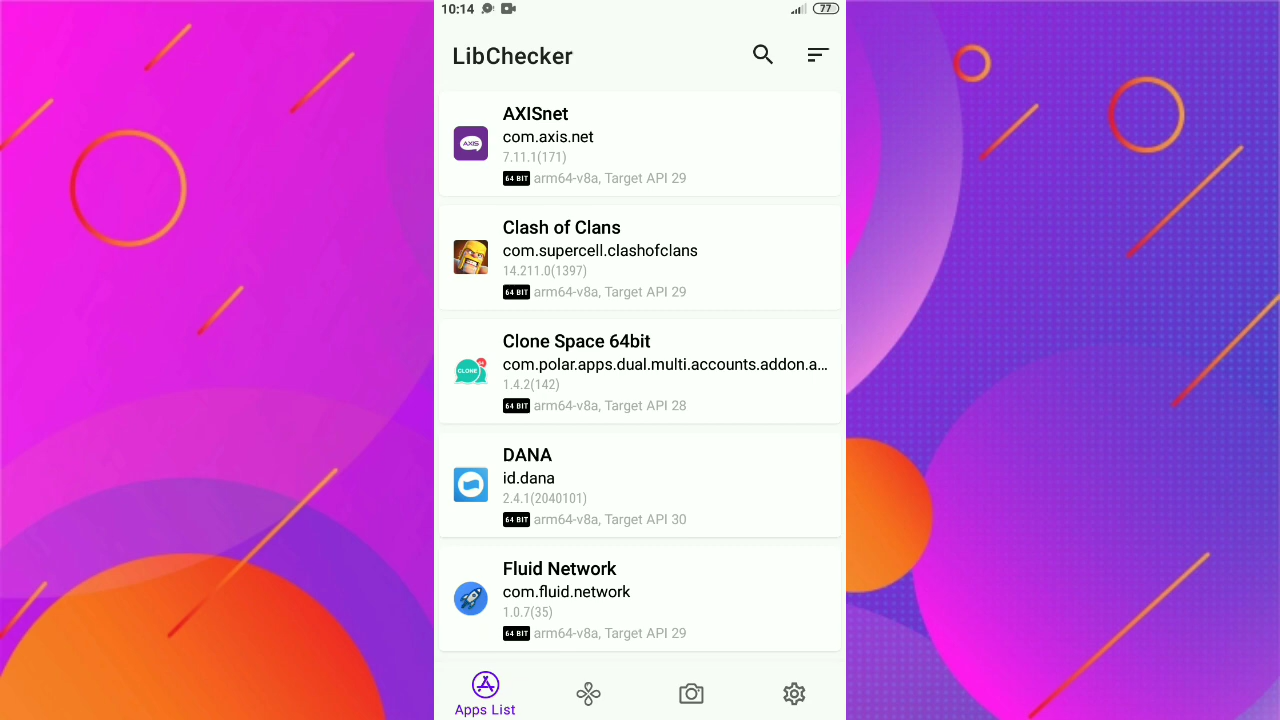 10:14
77
LibChecker
AXISnet
com.axis.net
7.11.1(171)
64 BIT arm64-v8a, Target API 29
AXIS
Clash of Clans
com.supercell.clashofclans
14.211.0(1397)
64 BIT arm64-v8a, Target API 29
Clone Space 64bit
com.polar.apps.dual.multi.accounts.addon.a...
1.4.2(142)
64 BIT arm64-v8a, Target API 28
CLONE
DANA
id.dana
2.4.1(2040101)
64 BIT arm64-v8a, Target API 30
Fluid Network
com.fluid.network
1.0.7(35)
64 BIT arm64-v8a, Target API 29
Apps List